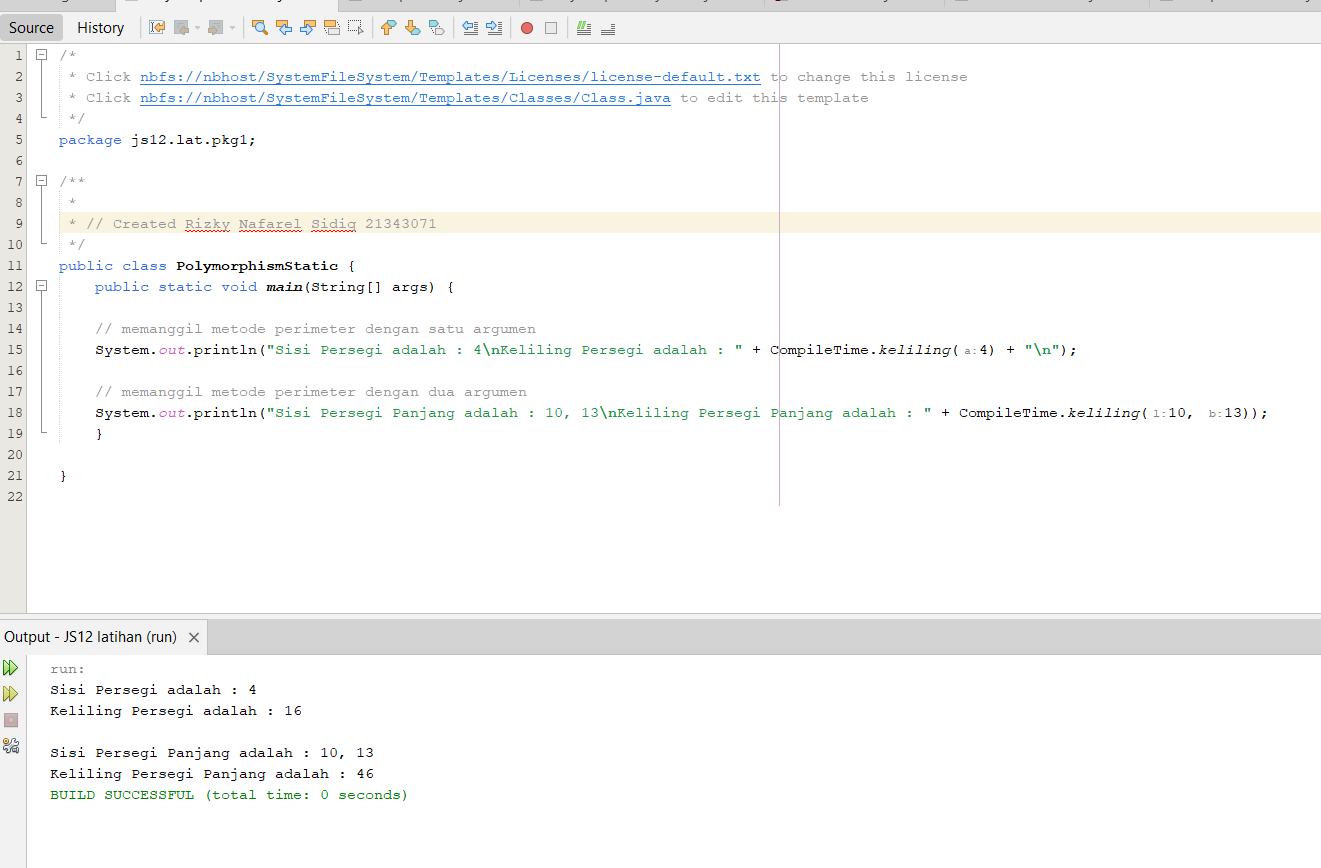 Source History
1 /*
2 * Click nbfs://nbhost/SystemFileSystem/Templates/Licenses/license-default.txt to change this license
3 * Click nbfs://nbhost/SystemFileSystem/Templates/Classes/Class.java to edit this template
4 */
5 package js12.lat.pkg1;
6
7 /**
8 *
9 * // Created Rizky Nafarel Sidiq 21343071
10 */
11 public class PolymorphismStatic {
12 public static void main(String[] args) {
13
14 // memanggil metode perimeter dengan satu argumen
15 System.out.println("Sisi Persegi adalah : 4\nKeliling Persegi adalah : " + CompileTime.keliling( a: 4) + "\n");
16
17 // memanggil metode perimeter dengan dua argumen
18 System.out.println("Sisi Persegi Panjang adalah : 10, 13\nKeliling Persegi Panjang adalah : " + CompileTime.keliling( l: 10, b: 13));
19 }
20
21 }
22
Output - JS12 latihan (run)
run:
Sisi Persegi adalah : 4
Keliling Persegi adalah : 16
Sisi Persegi Panjang adalah : 10, 13
Keliling Persegi Panjang adalah : 46
BUILD SUCCESSFUL (total time: 0 seconds)